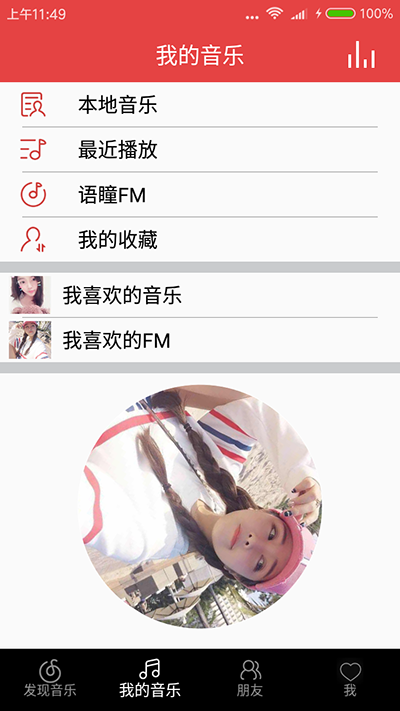 上午11:49
100%
我的音乐
本地音乐
最近播放
语瞳FM
我的收藏
我喜欢的音乐
我喜欢的FM
发现音乐
我的音乐
朋友
我